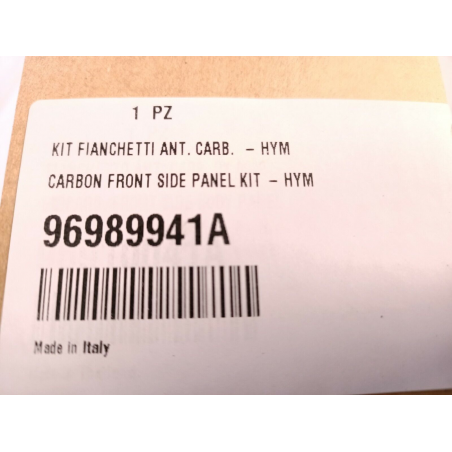 1 PZ
KIT FIANCHETTI ANT. CARB. - HYM
CARBON FRONT SIDE PANEL KIT - HYM
96989941A
Made in Italy